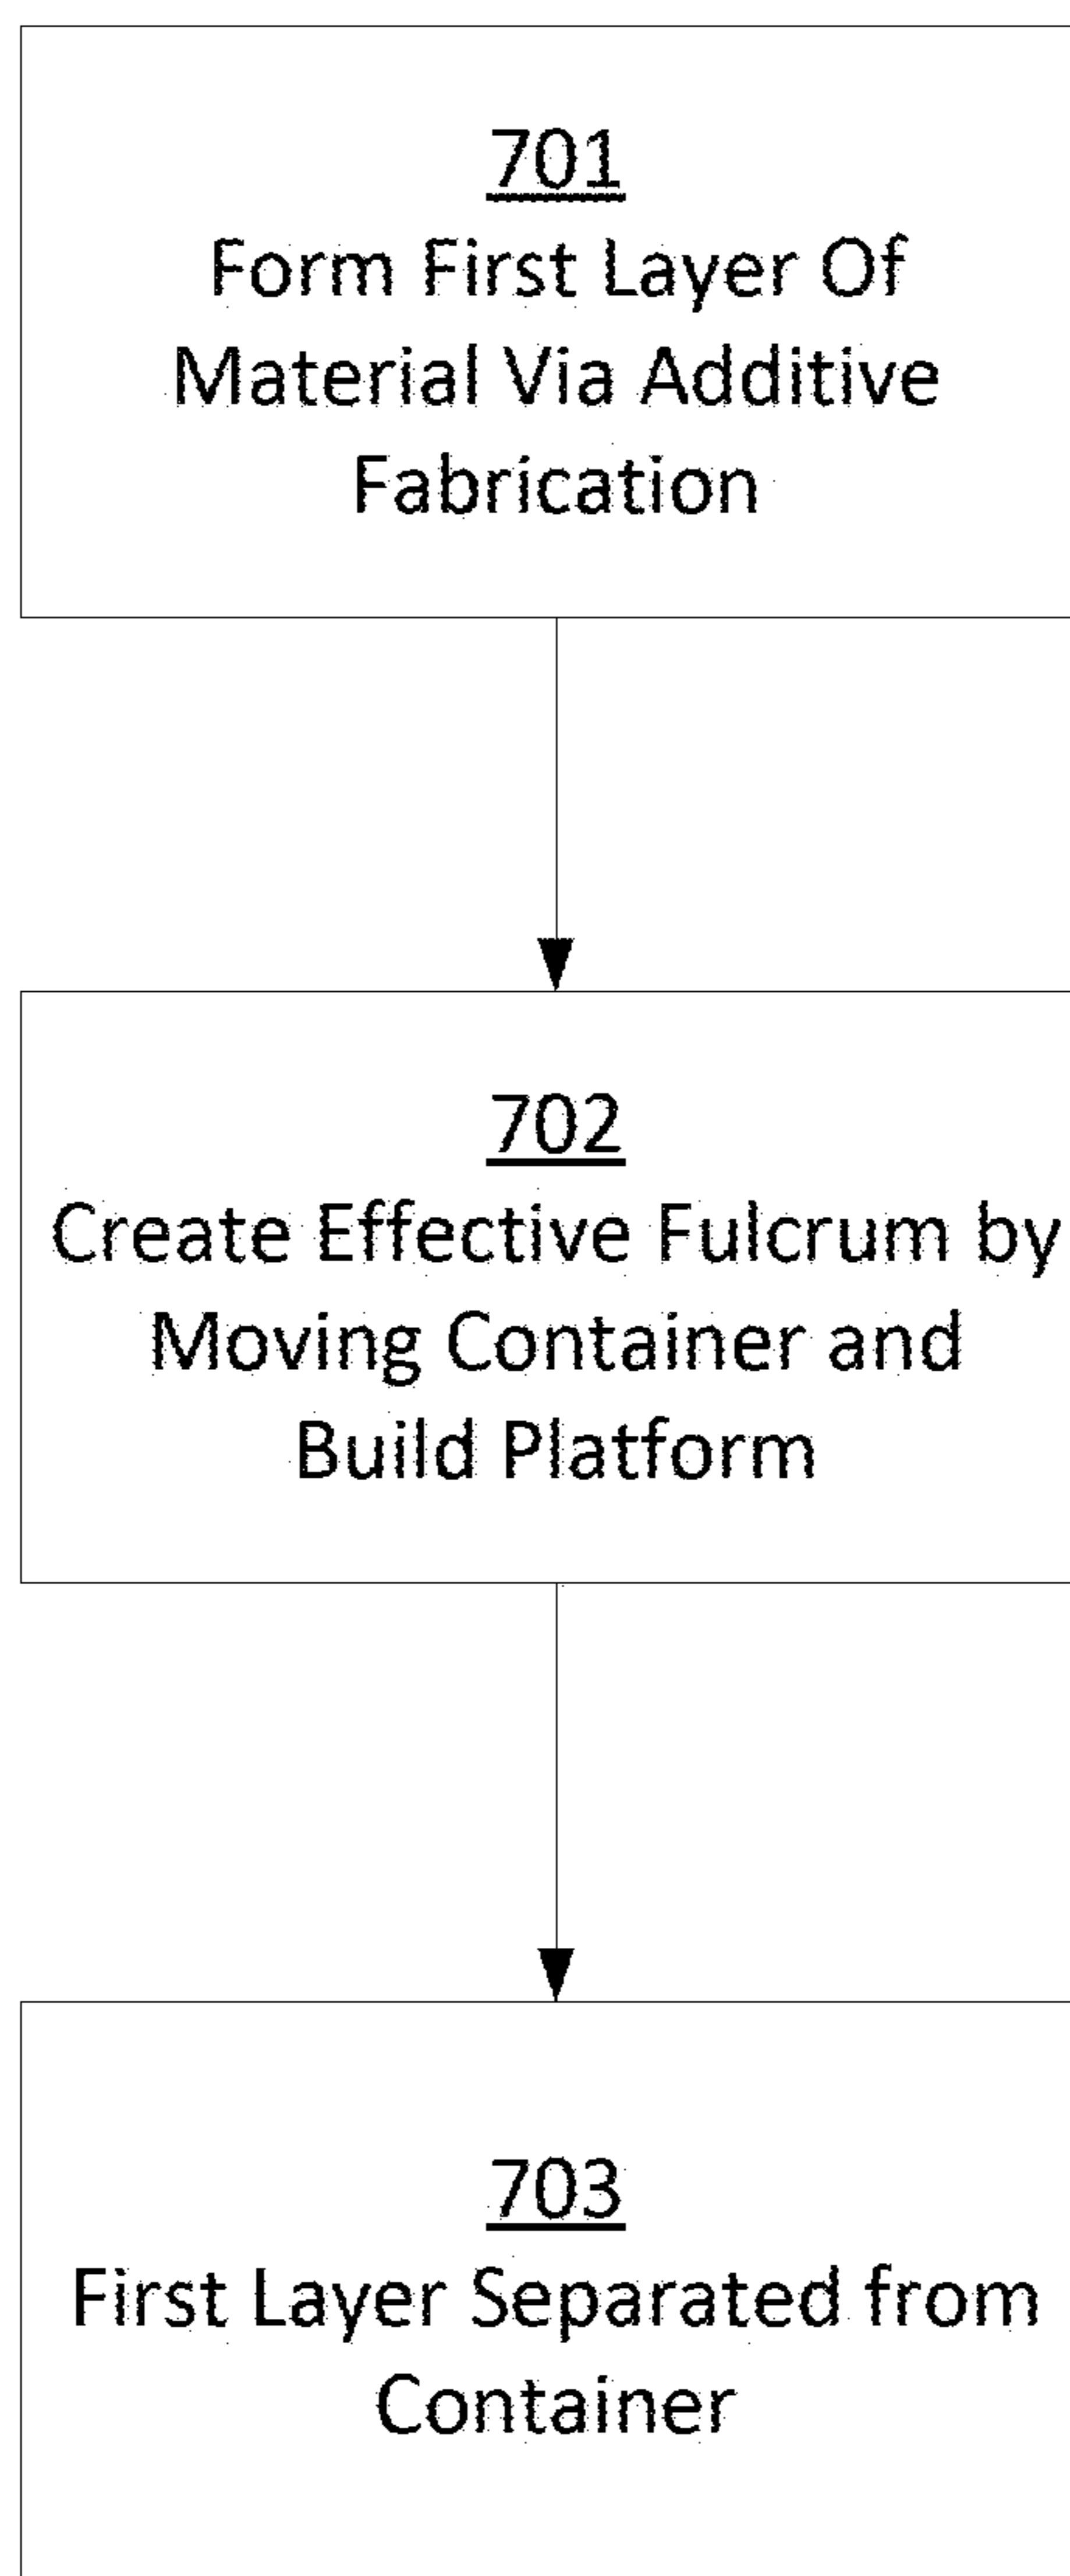 701
Form First Layer Of
Material Via Additive
Fabrication
702
Create Effective Fulcrum by
Moving Container and
Build Platform
703
First Layer Separated from
Container